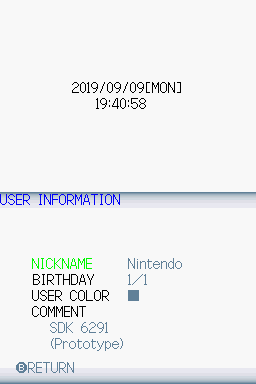 2019/09/09[MON]
19:40:58
USER INFORMATION
NICKNAME Nintendo
BIRTHDAY 1/1
USER COLOR
COMMENT
SDK 6291
(Prototype)
ⒷRETURN